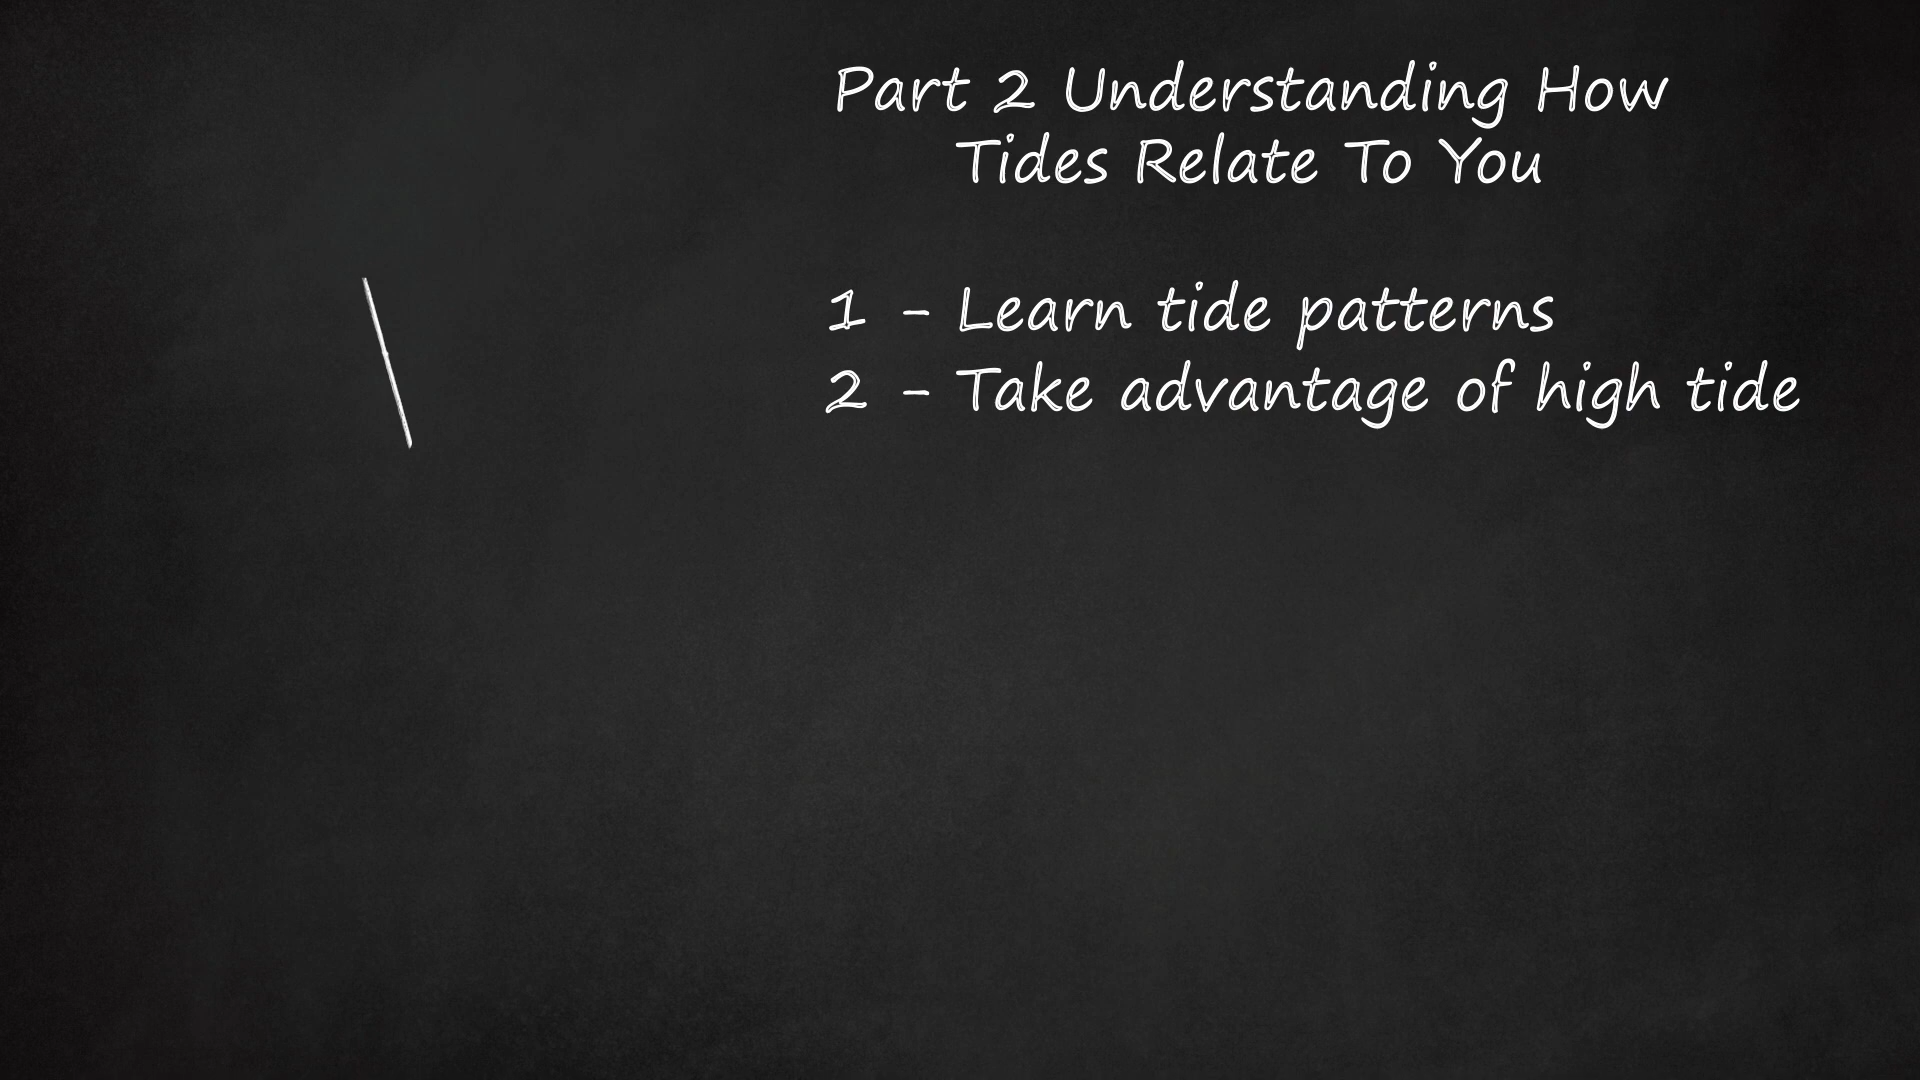 Part 2 Understanding How
Tides Relate To You
1 - Learn tide patterns
2 - Take advantage of high tide